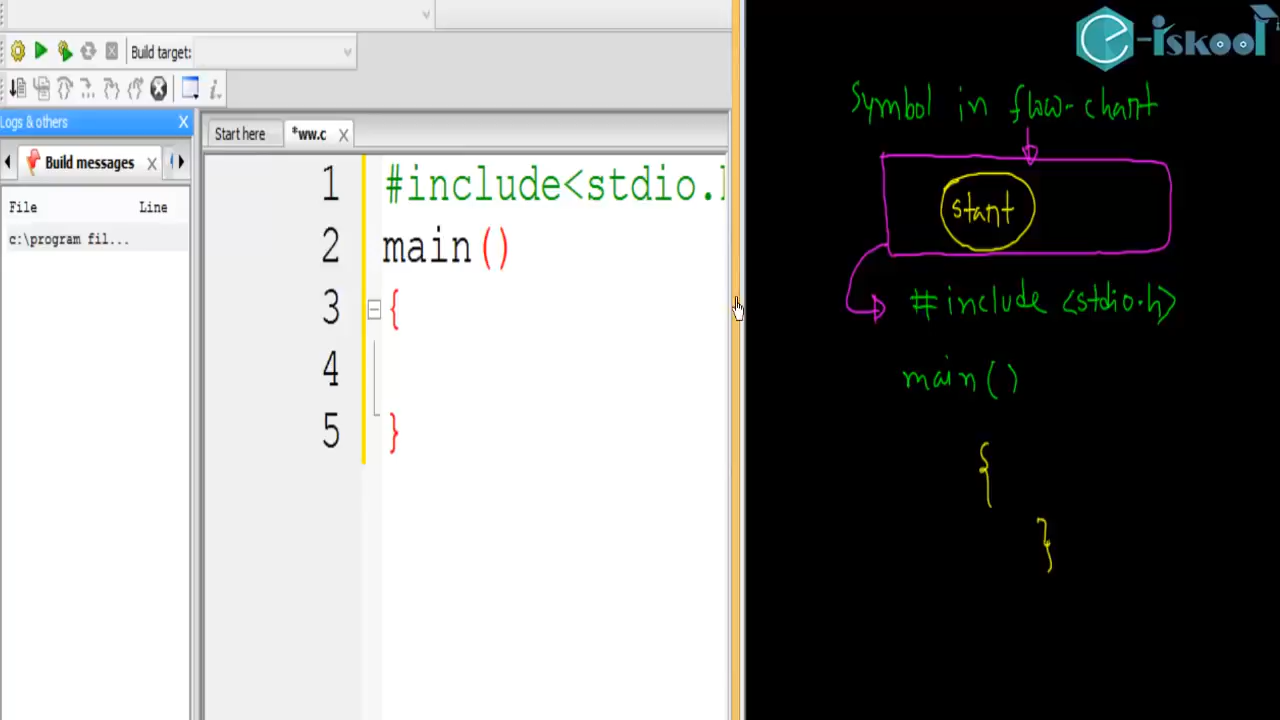 Build target:
Logs & others
Build messages
File Line
c:\program fil...
Start here *ww.c
1 #include<stdio.h
2 main()
3 {
4
5 }
e-iskool
Symbol in flow-chart
start
#include <stdio.h>
main()
{
}